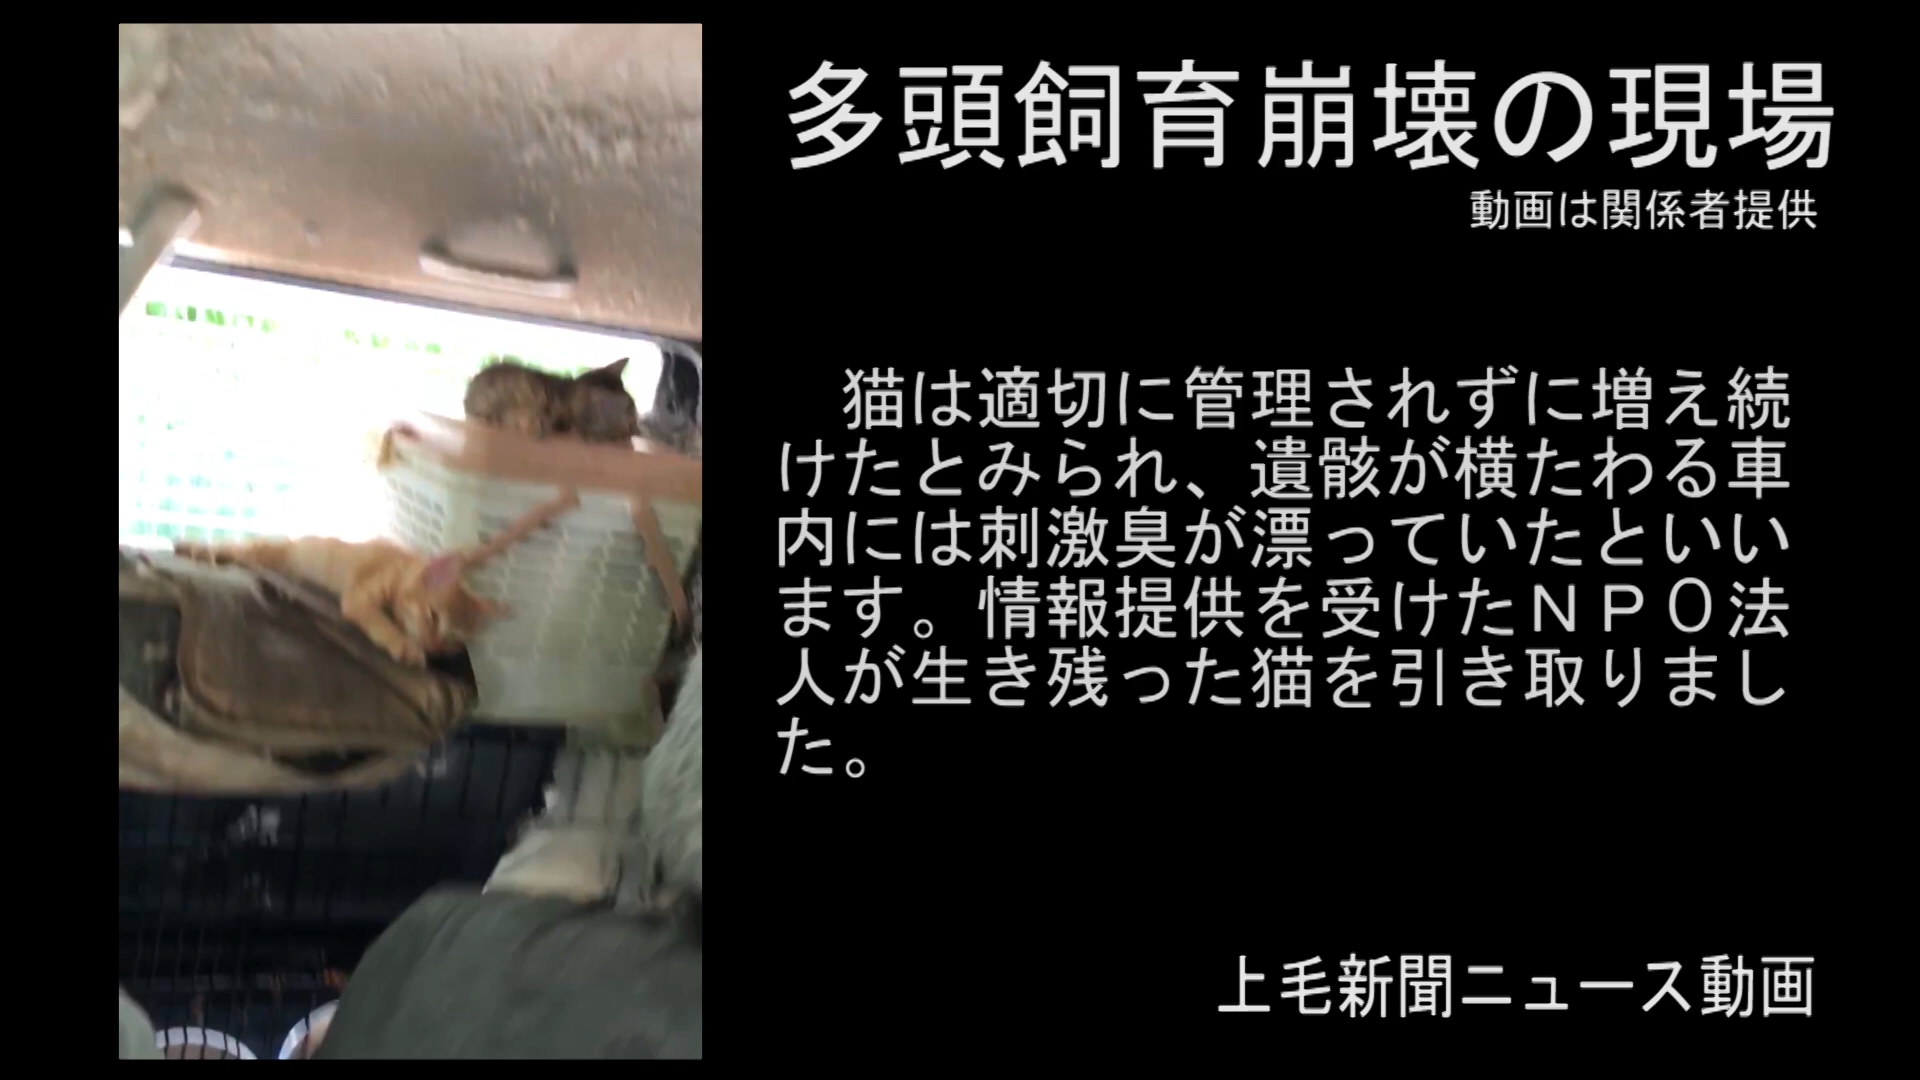 多頭飼育崩壊の現場
動画は関係者提供
猫は適切に管理されずに増え続
けたとみられ、遺骸が横たわる車
内には刺激臭が漂っていたといい
ます。情報提供を受けたＮＰＯ法
人が生き残った猫を引き取りまし
た。
上毛新聞ニュース動画